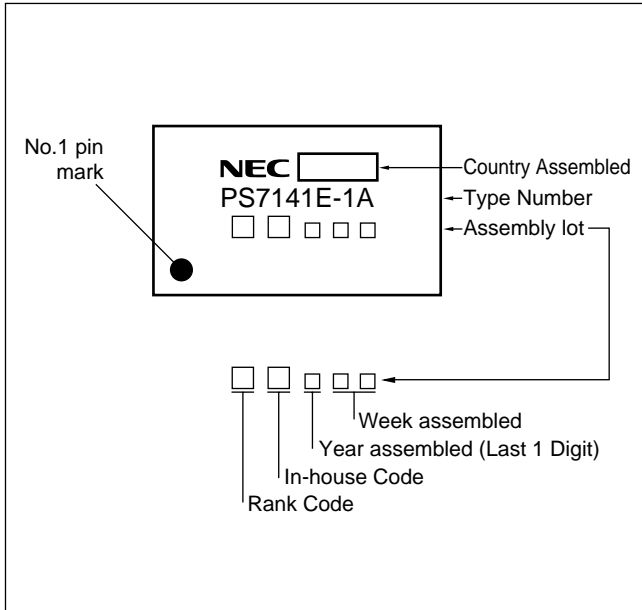 No.1 pin
mark
NEC
Country Assembled
PS7141E-1A
Type Number
Assembly lot
Week assembled
Year assembled (Last 1 Digit)
In-house Code
Rank Code